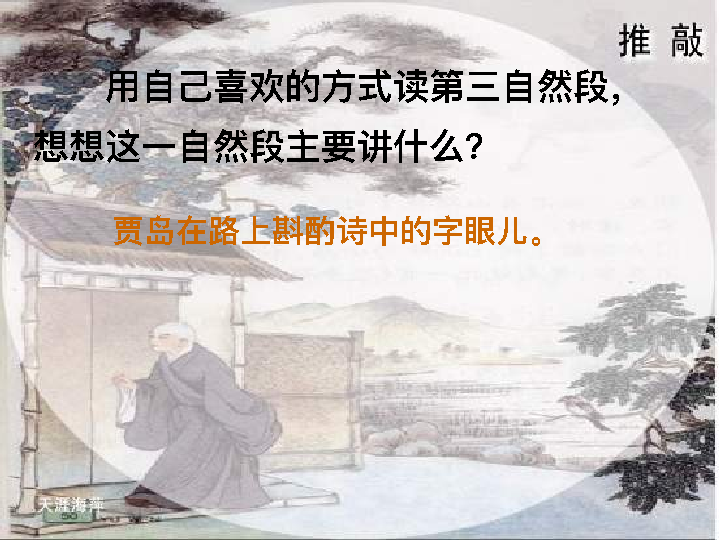 推 敲
用自己喜欢的方式读第三自然段，
想想这一自然段主要讲什么？
贾岛在路上斟酌诗中的字眼儿。
天涯海萍